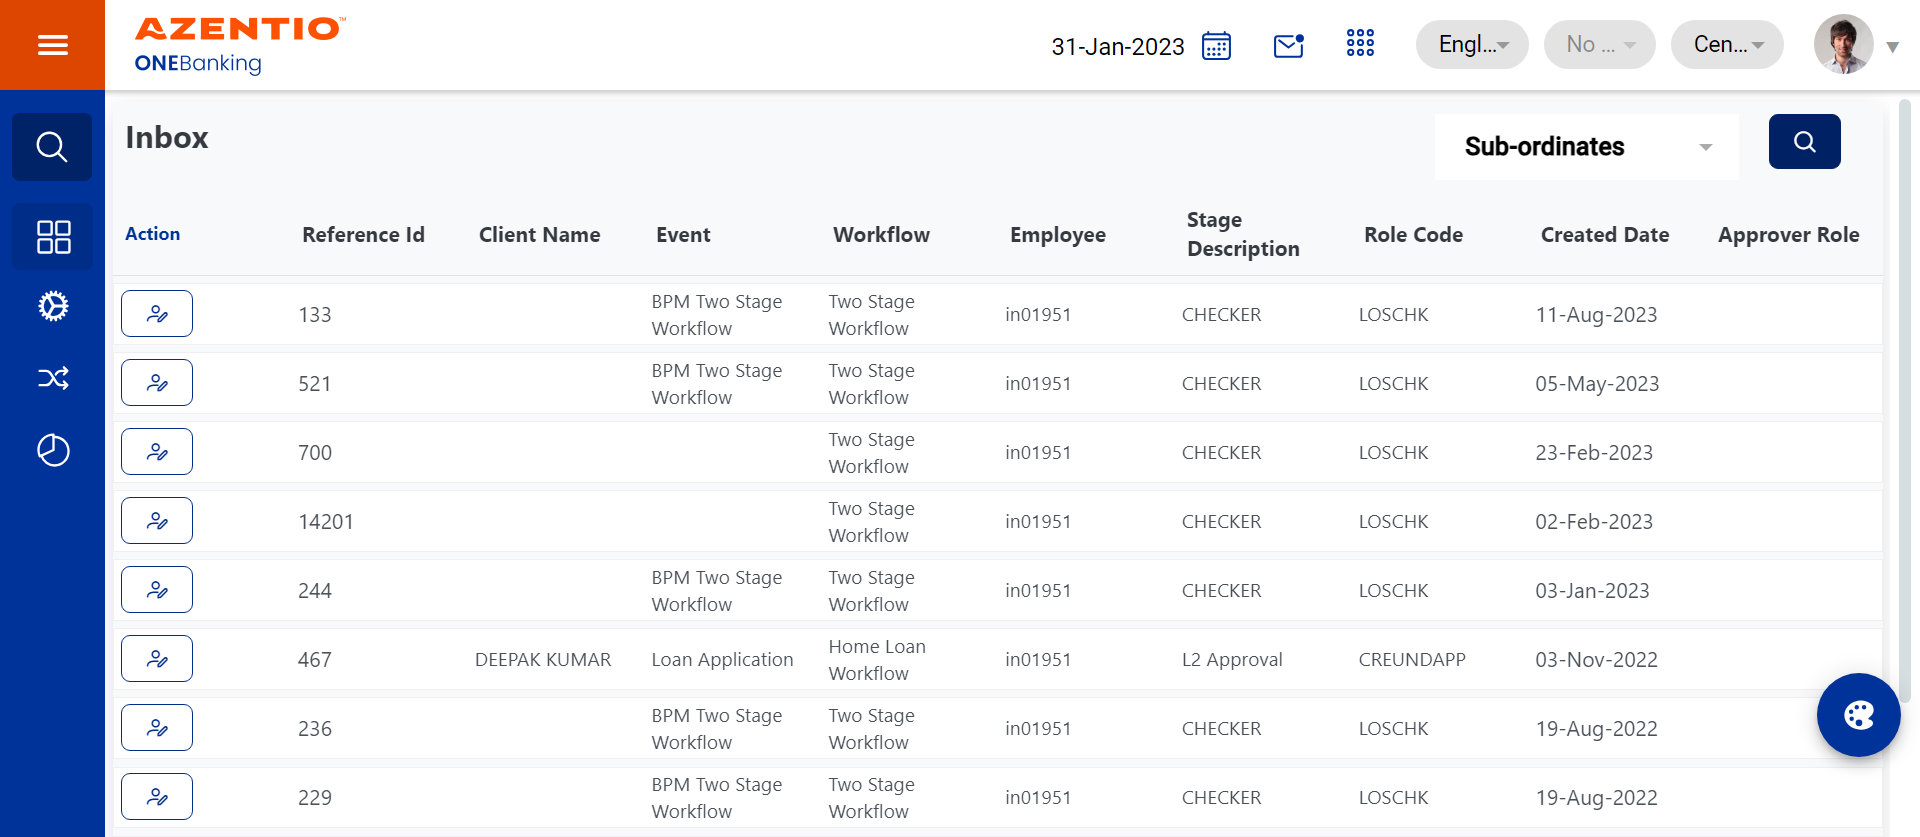 AZENTIO™
ONEBanking
31-Jan-2023
Engl...
No ...
Cen...
Inbox
Sub-ordinates
Action Reference Id Client Name Event Workflow Employee Stage Description Role Code Created Date Approver Role
133 BPM Two Stage Workflow Two Stage Workflow in01951 CHECKER LOSCHK 11-Aug-2023
521 BPM Two Stage Workflow Two Stage Workflow in01951 CHECKER LOSCHK 05-May-2023
700 Two Stage Workflow in01951 CHECKER LOSCHK 23-Feb-2023
14201 Two Stage Workflow in01951 CHECKER LOSCHK 02-Feb-2023
244 BPM Two Stage Workflow Two Stage Workflow in01951 CHECKER LOSCHK 03-Jan-2023
467 DEEPAK KUMAR Loan Application Home Loan Workflow in01951 L2 Approval CREUNDAPP 03-Nov-2022
236 BPM Two Stage Workflow Two Stage Workflow in01951 CHECKER LOSCHK 19-Aug-2022
229 BPM Two Stage Workflow Two Stage Workflow in01951 CHECKER LOSCHK 19-Aug-2022